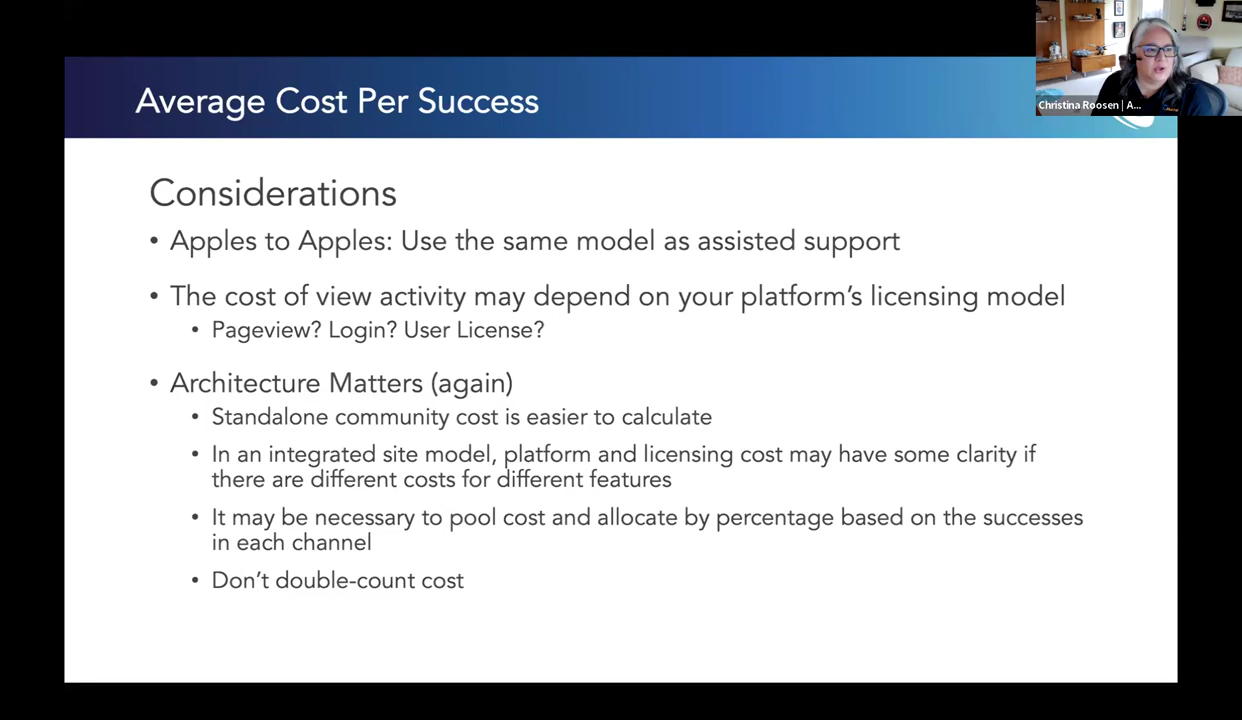 Average Cost Per Success
Christina Roosen | A...
Considerations
• Apples to Apples: Use the same model as assisted support
• The cost of view activity may depend on your platform’s licensing model
• Pageview? Login? User License?
• Architecture Matters (again)
• Standalone community cost is easier to calculate
• In an integrated site model, platform and licensing cost may have some clarity if
there are different costs for different features
• It may be necessary to pool cost and allocate by percentage based on the successes
in each channel
• Don’t double-count cost